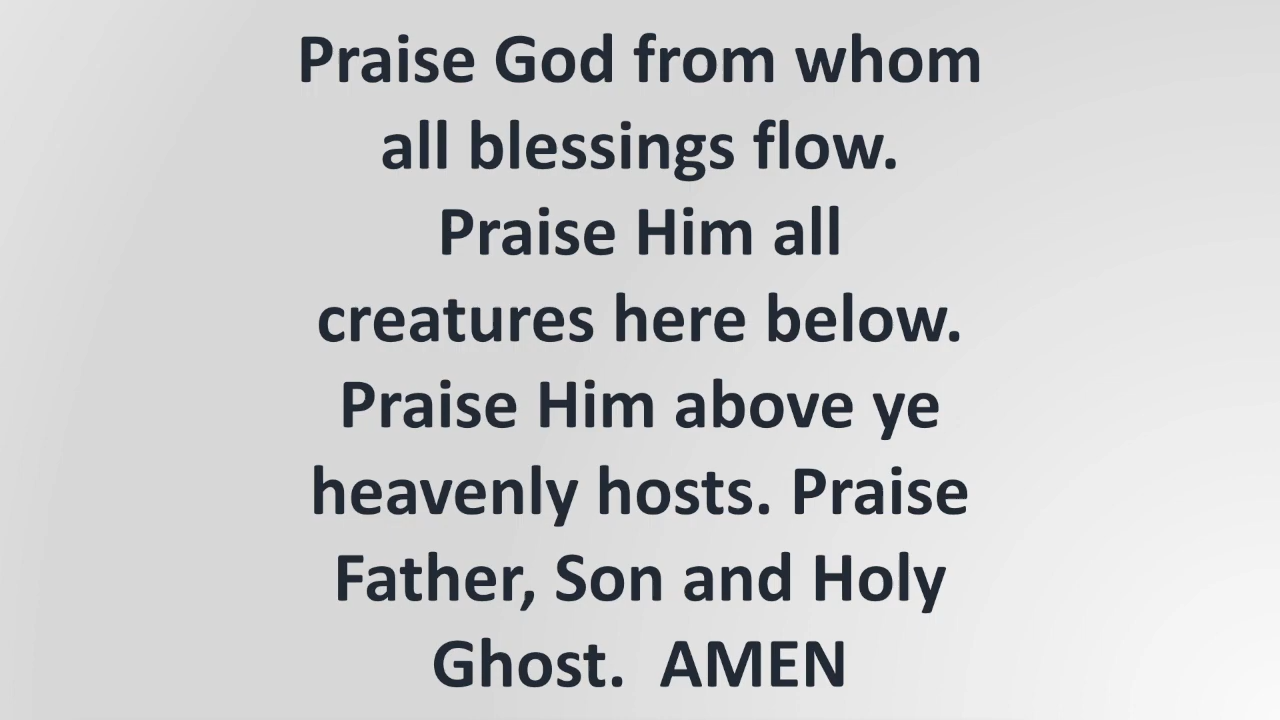 Praise God from whom
all blessings flow.
Praise Him all
creatures here below.
Praise Him above ye
heavenly hosts. Praise
Father, Son and Holy
Ghost.  AMEN